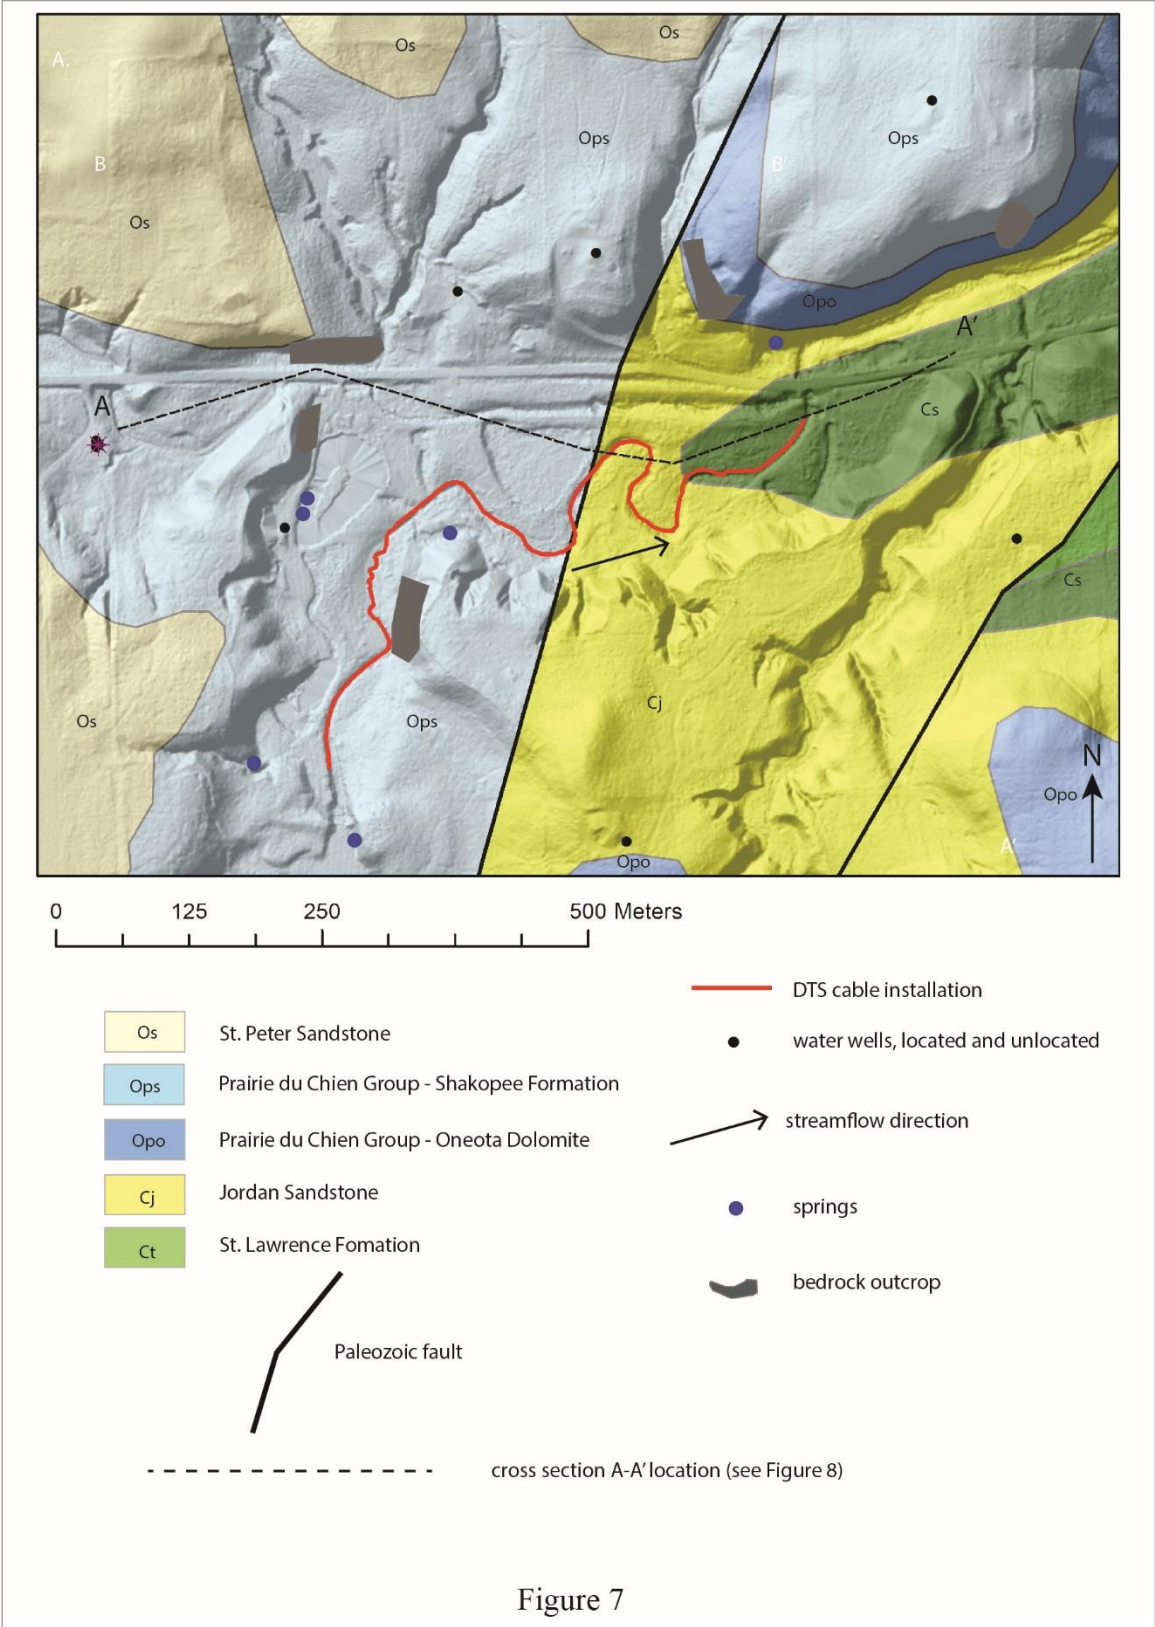 Os
Os
A.
Ops
Ops
B
B'
Os
Opo
A'
A
Cs
Cs
Cj
Os
Ops
N
Opo
A'
Opo
0 125 250 500 Meters
DTS cable installation
Os St. Peter Sandstone
water wells, located and unlocated
Ops Prairie du Chien Group - Shakopee Formation
streamflow direction
Opo Prairie du Chien Group - Oneota Dolomite
Cj Jordan Sandstone
springs
Ct St. Lawrence Fomation
bedrock outcrop
Paleozoic fault
cross section A-A' location (see Figure 8)
Figure 7